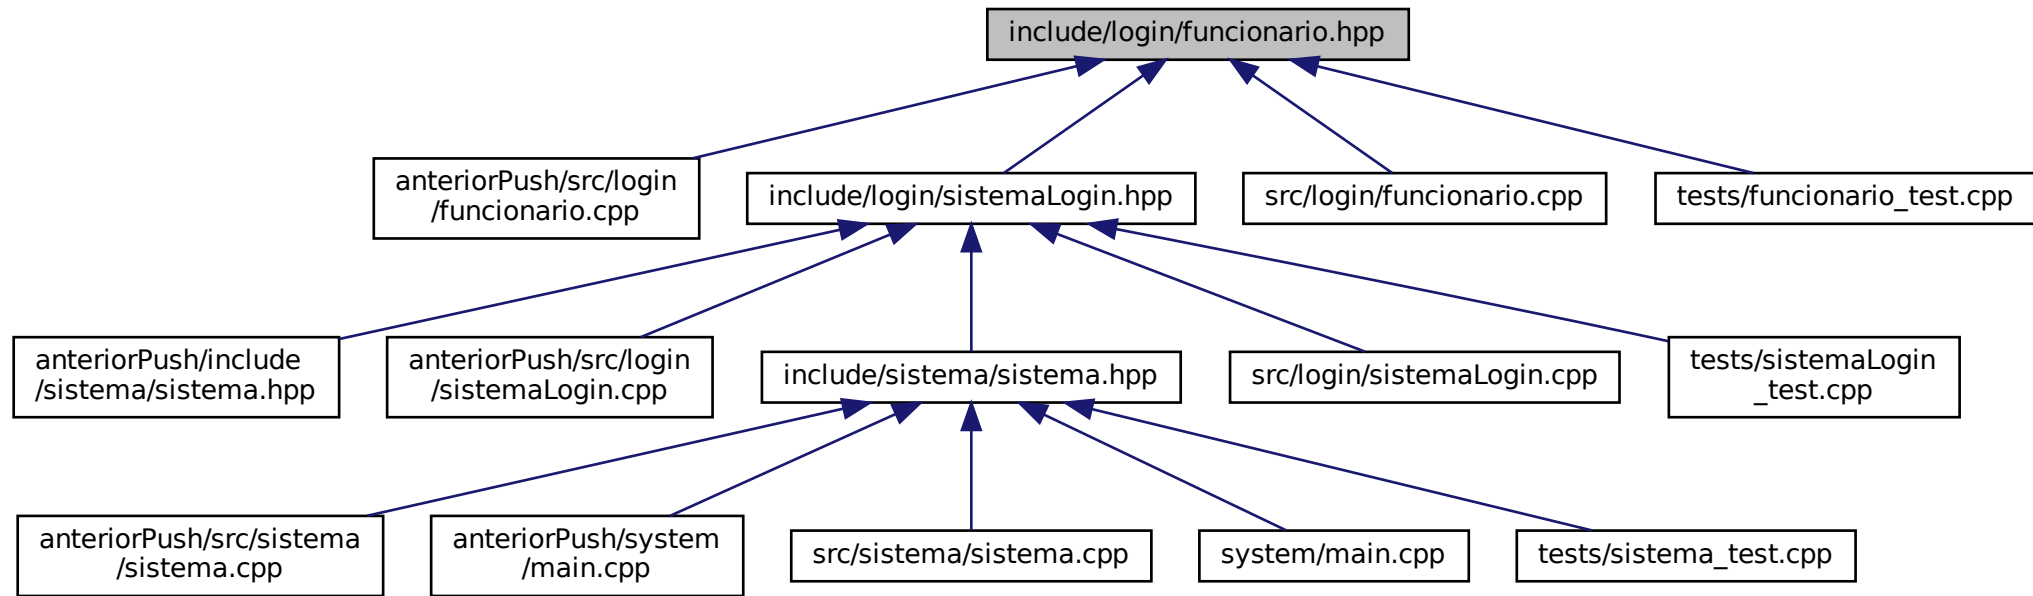 include/login/funcionario.hpp
anteriorPush/src/login
/funcionario.cpp
include/login/sistemaLogin.hpp
src/login/funcionario.cpp
tests/funcionario_test.cpp
anteriorPush/include
/sistema/sistema.hpp
anteriorPush/src/login
/sistemaLogin.cpp
include/sistema/sistema.hpp
src/login/sistemaLogin.cpp
tests/sistemaLogin
_test.cpp
anteriorPush/src/sistema
/sistema.cpp
anteriorPush/system
/main.cpp
src/sistema/sistema.cpp
system/main.cpp
tests/sistema_test.cpp